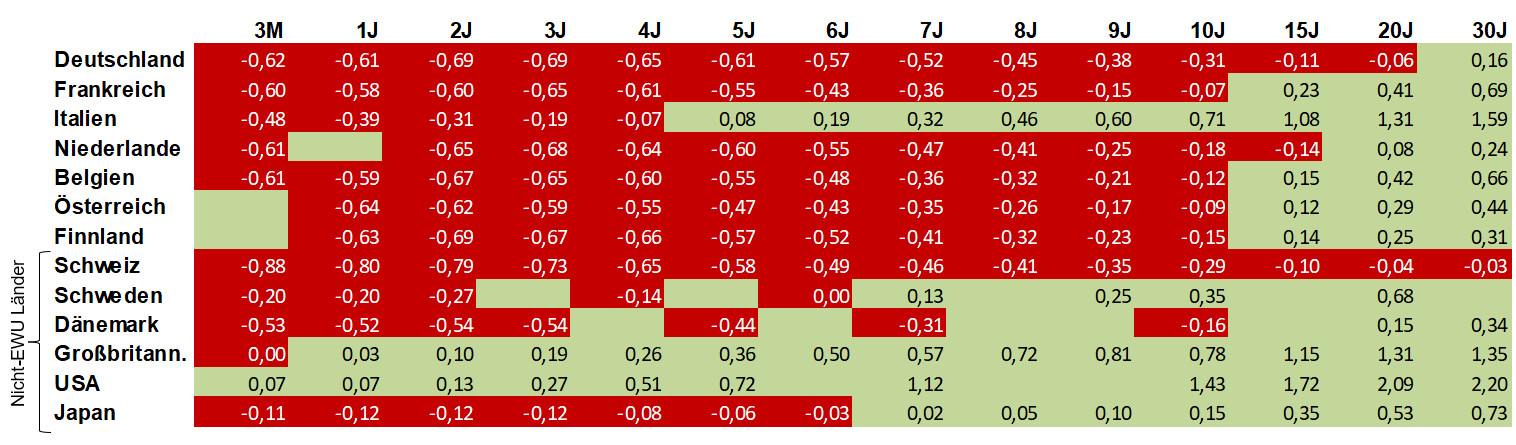 3M 1J 2J 3J 4J 5J 6J 7J 8J 9J 10J 15J 20J 30J
Deutschland -0,62 -0,61 -0,69 -0,69 -0,65 -0,61 -0,57 -0,52 -0,45 -0,38 -0,31 -0,11 -0,06 0,16
Frankreich -0,60 -0,58 -0,60 -0,65 -0,61 -0,55 -0,43 -0,36 -0,25 -0,15 -0,07 0,23 0,41 0,69
Italien -0,48 -0,39 -0,31 -0,19 -0,07 0,08 0,19 0,32 0,46 0,60 0,71 1,08 1,31 1,59
Niederlande -0,61 -0,65 -0,68 -0,64 -0,60 -0,55 -0,47 -0,41 -0,25 -0,18 -0,14 0,08 0,24
Belgien -0,61 -0,59 -0,67 -0,65 -0,60 -0,55 -0,48 -0,36 -0,32 -0,21 -0,12 0,15 0,42 0,66
Österreich -0,64 -0,62 -0,59 -0,55 -0,47 -0,43 -0,35 -0,26 -0,17 -0,09 0,12 0,29 0,44
Finnland -0,63 -0,69 -0,67 -0,66 -0,57 -0,52 -0,41 -0,32 -0,23 -0,15 0,14 0,25 0,31
Nicht-EWU Länder
Schweiz -0,88 -0,80 -0,79 -0,73 -0,65 -0,58 -0,49 -0,46 -0,41 -0,35 -0,29 -0,10 -0,04 -0,03
Schweden -0,20 -0,20 -0,27 -0,14 0,00 0,13 0,25 0,35 0,68
Dänemark -0,53 -0,52 -0,54 -0,54 -0,44 -0,31 -0,16 0,15 0,34
Großbritann. 0,00 0,03 0,10 0,19 0,26 0,36 0,50 0,57 0,72 0,81 0,78 1,15 1,31 1,35
USA 0,07 0,07 0,13 0,27 0,51 0,72 1,12 1,43 1,72 2,09 2,20
Japan -0,11 -0,12 -0,12 -0,12 -0,08 -0,06 -0,03 0,02 0,05 0,10 0,15 0,35 0,53 0,73